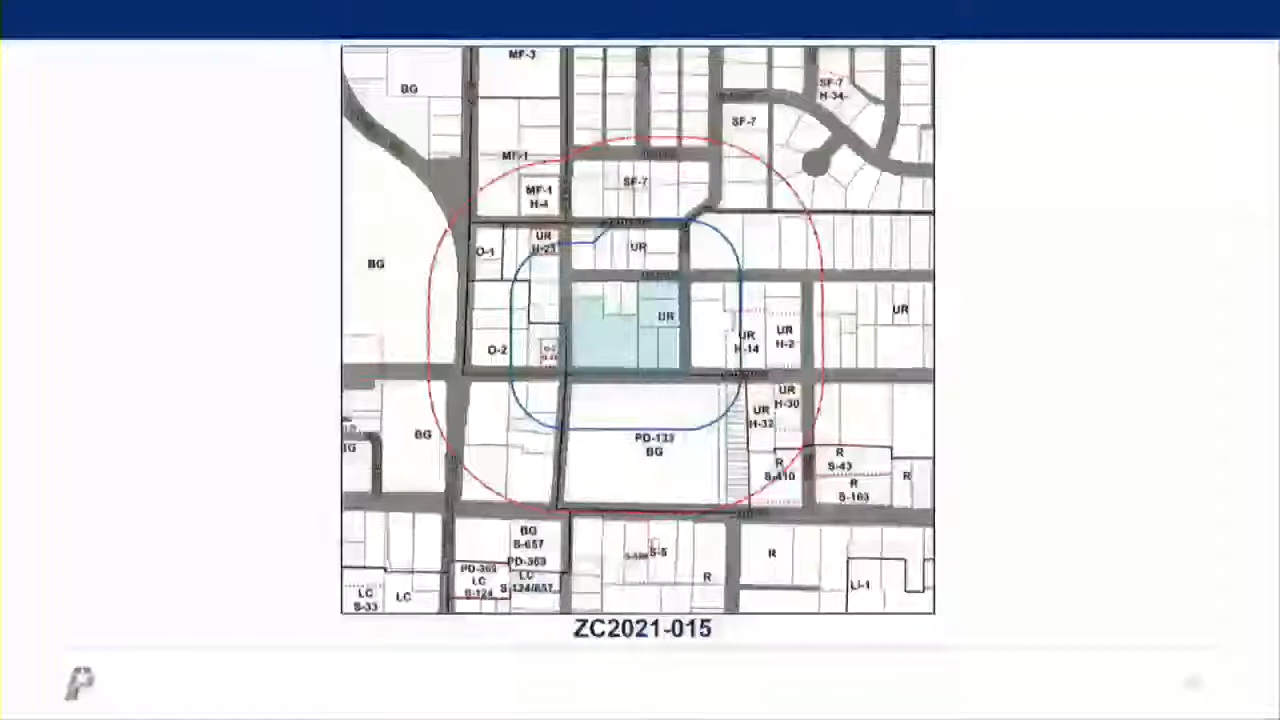 MF-3
BG
SF-7
H-34
SF-7
MF-1
SF-7
MF-1
H-4
UR
H-23
UR
O-1
BG
UR
UR
UR
H-14
UR
H-2
O-2
UR
H-30
UR
H-32
BG
PD-133
BG
R
S-43
R
S-410
R
R
S-163
BG
S-657
PD-363
S-5
R
R
PD-369
LC
S-124
LC
S-124/657
LI-1
LC
S-33
LC
ZC2021-015
P